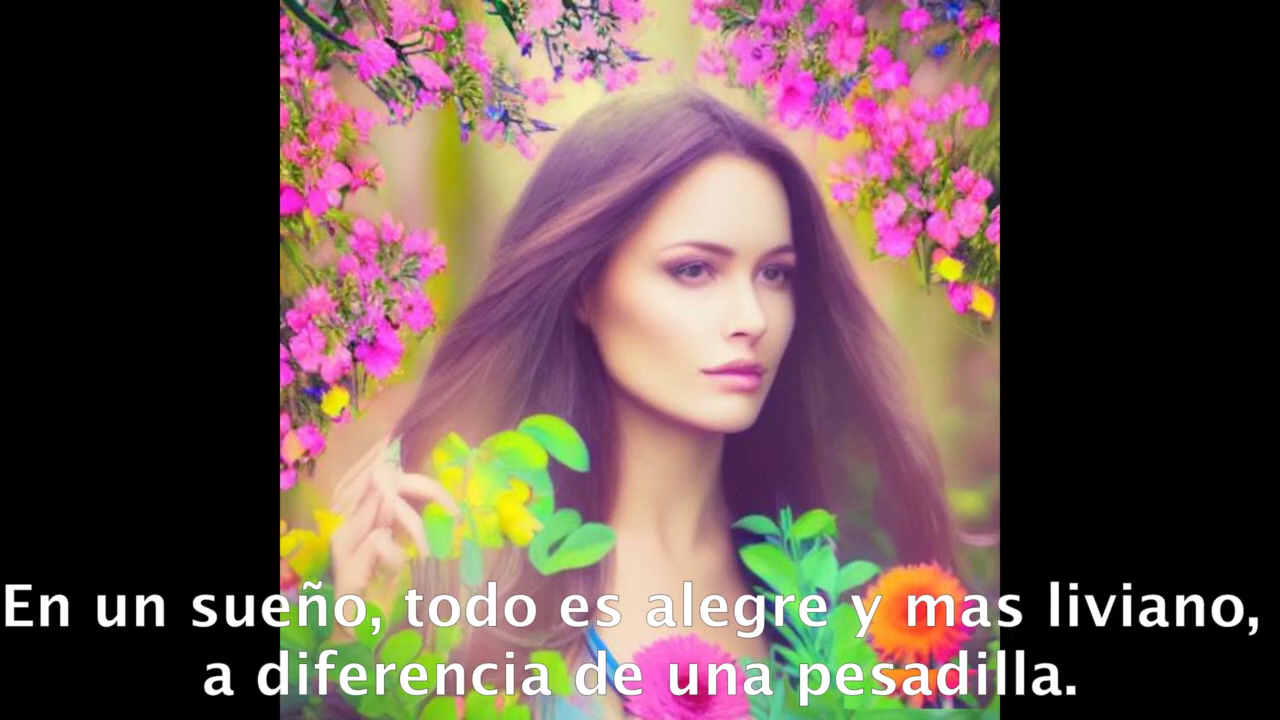 En un sueño, todo es alegre y mas liviano,
a diferencia de una pesadilla.